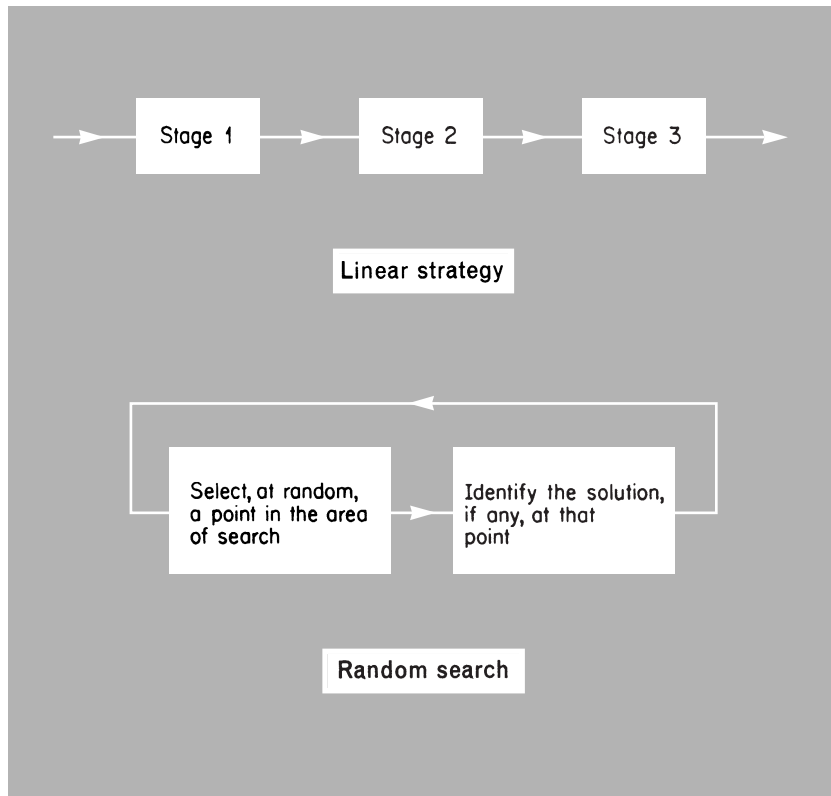 Stage 1
Stage 2
Stage 3
Linear strategy
Select, at random,
a point in the area
of search
Identify the solution,
if any, at that
point
Random search